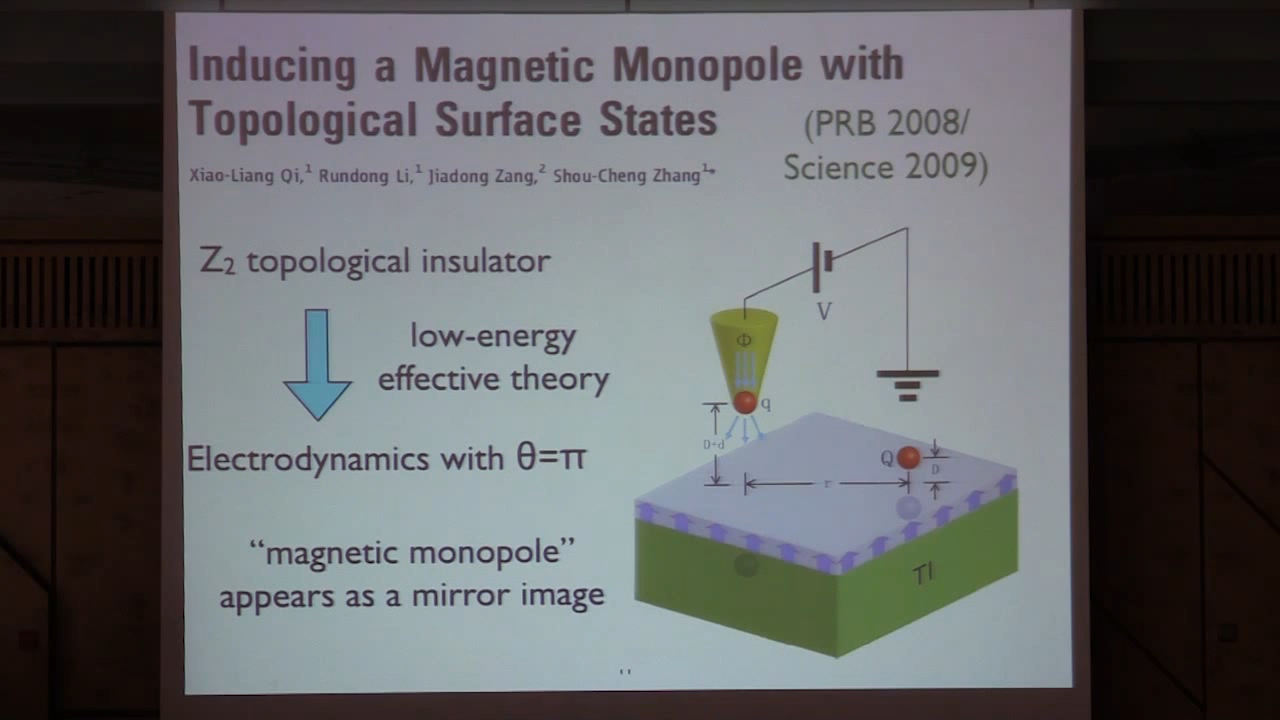 Inducing a Magnetic Monopole with
Topological Surface States
(PRB 2008/
Science 2009)
Xiao-Liang Qi,¹ Rundong Li,¹ Jiadong Zang,² Shou-Cheng Zhang¹*
Z₂ topological insulator
low-energy
effective theory
Electrodynamics with θ=π
“magnetic monopole”
appears as a mirror image
V
Φ
q
D+d
Q
D
r
TI